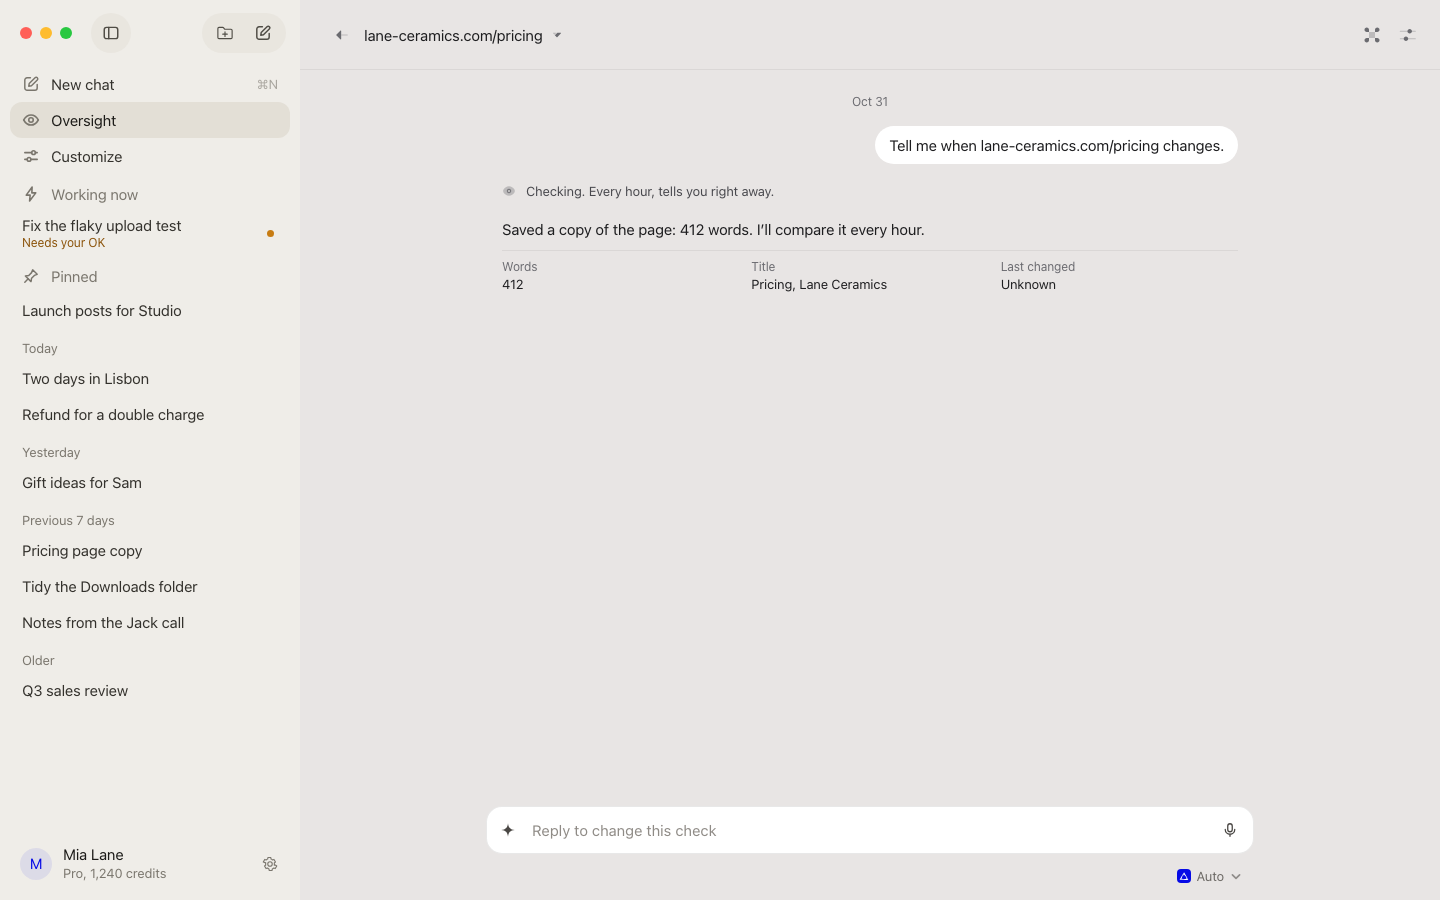 New chat
⌘N
Oversight
Customize
Working now
Fix the flaky upload test
Needs your OK
Pinned
Launch posts for Studio
Today
Two days in Lisbon
Refund for a double charge
Yesterday
Gift ideas for Sam
Previous 7 days
Pricing page copy
Tidy the Downloads folder
Notes from the Jack call
Older
Q3 sales review
M
Mia Lane
Pro, 1,240 credits
lane-ceramics.com/pricing
Oct 31
Tell me when lane-ceramics.com/pricing changes.
Checking. Every hour, tells you right away.
Saved a copy of the page: 412 words. I’ll compare it every hour.
Words
412
Title
Pricing, Lane Ceramics
Last changed
Unknown
Reply to change this check
Auto